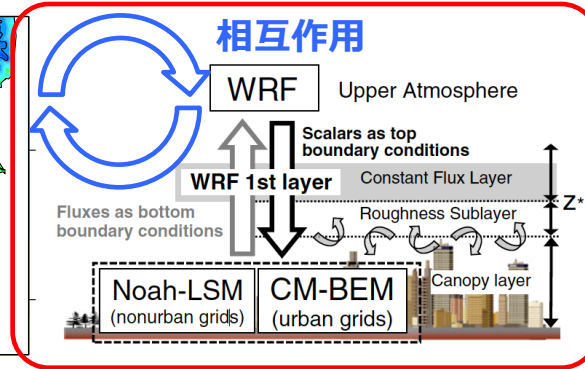 相互作用
WRF
Upper Atmosphere
Scalars as top
boundary conditions
WRF 1st layer
Constant Flux Layer
Z*
Fluxes as bottom
boundary conditions
Roughness Sublayer
Noah-LSM
(nonurban grids)
CM-BEM
(urban grids)
Canopy layer